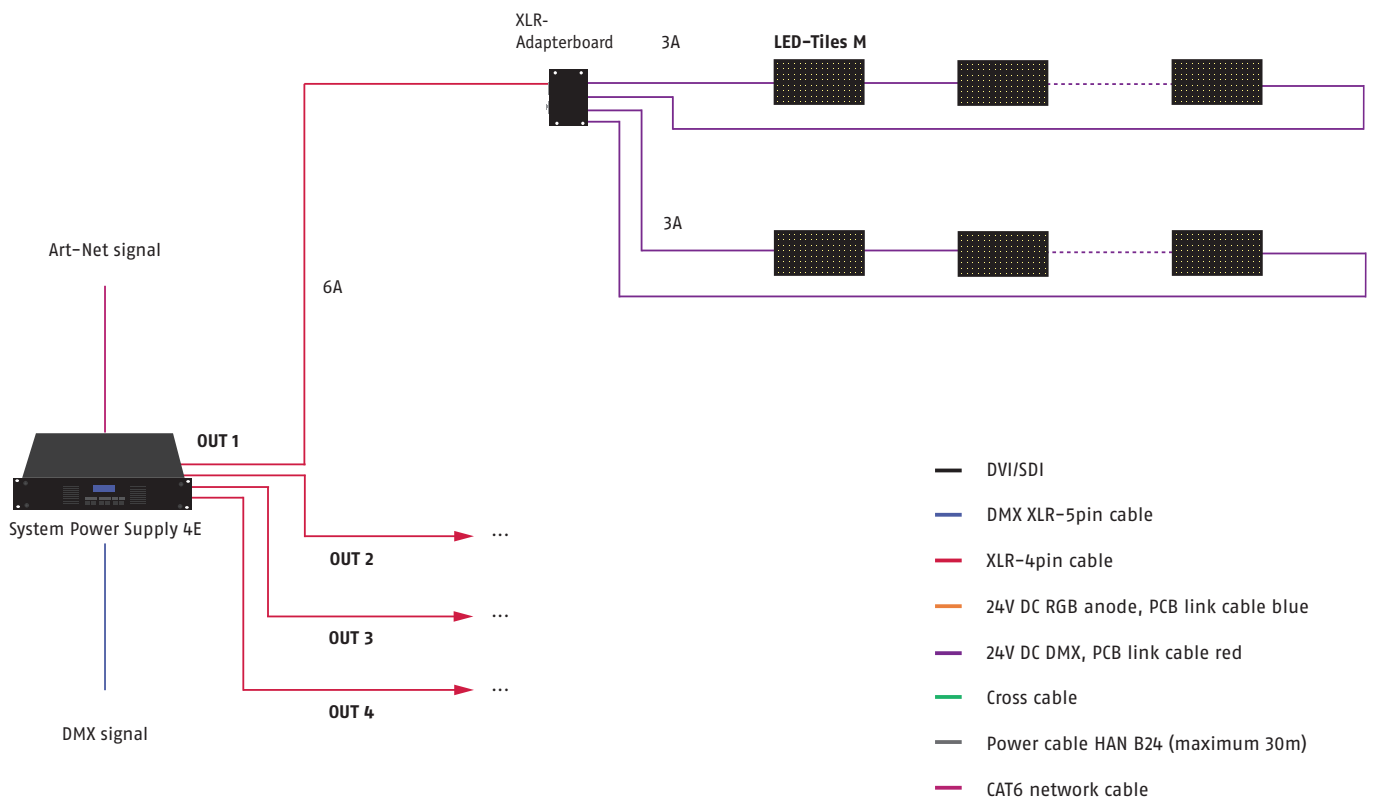 XLR-
Adapterboard
3A
LED-Tiles M
3A
Art-Net signal
6A
OUT 1
System Power Supply 4E
...
OUT 2
...
OUT 3
...
OUT 4
DMX signal
DVI/SDI
DMX XLR-5pin cable
XLR-4pin cable
24V DC RGB anode, PCB link cable blue
24V DC DMX, PCB link cable red
Cross cable
Power cable HAN B24 (maximum 30m)
CAT6 network cable